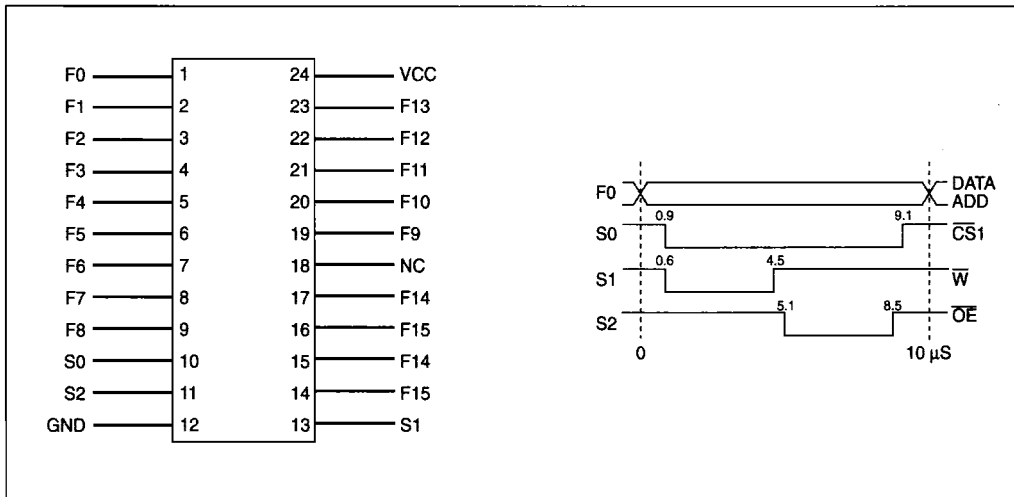 F0 1 24 VCC
F1 2 23 F13
F2 3 22 F12
F3 4 21 F11
F4 5 20 F10
F5 6 19 F9
F6 7 18 NC
F7 8 17 F14
F8 9 16 F15
S0 10 15 F14
S2 11 14 F15
GND 12 13 S1
F0 DATA
ADD
S0 0.9 9.1 CS1
S1 0.6 4.5 W
S2 5.1 8.5 OE
0 10 µS